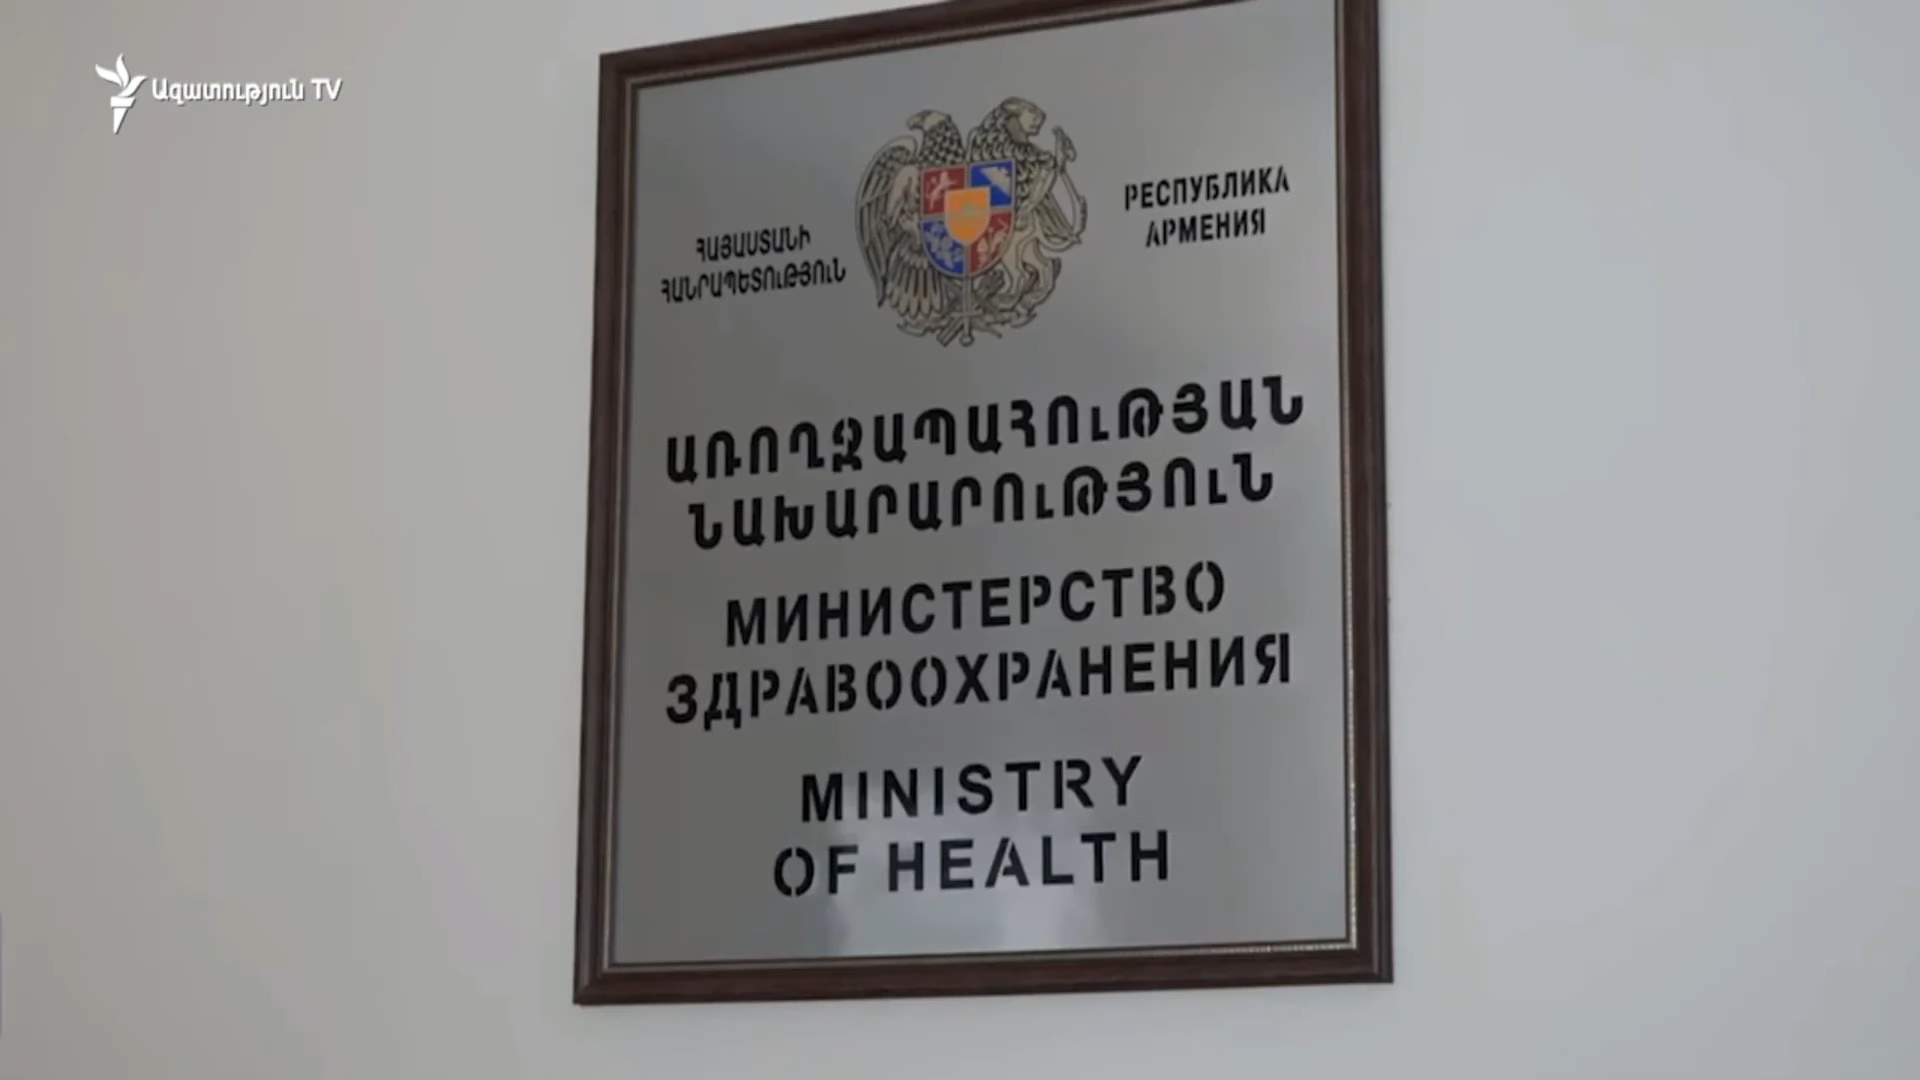 Ազատություն TV
ՀԱՅԱՍՏԱՆԻ
ՀԱՆՐԱՊԵՏՈւԹՅՈւՆ
РЕСПУБЛИКА
АРМЕНИЯ
ԱՌՈՂՋԱՊԱՀՈւԹՅԱՆ
ՆԱԽԱՐԱՐՈւԹՅՈւՆ
МИНИСТЕРСТВО
ЗДРАВООХРАНЕНИЯ
MINISTRY
OF HEALTH